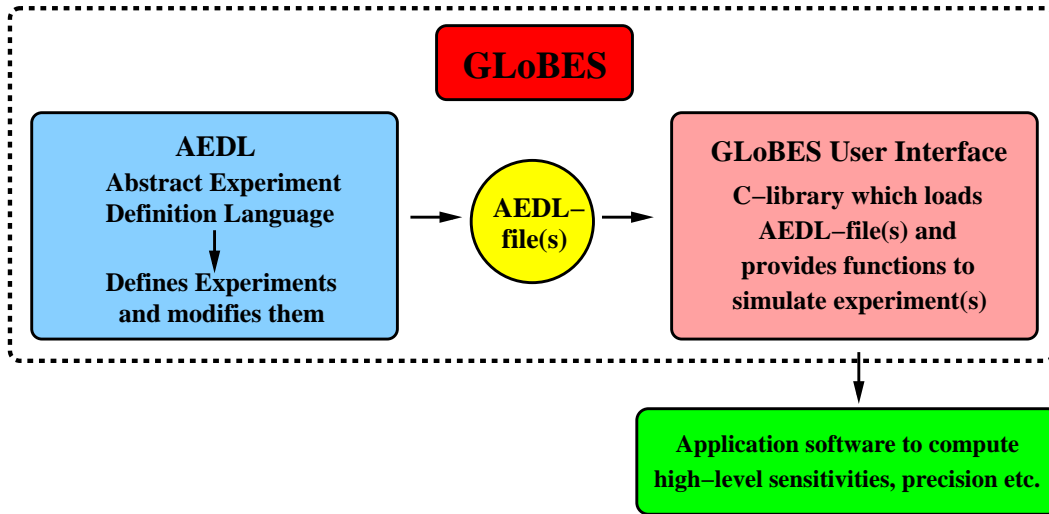 GLoBES
AEDL
Abstract Experiment
Definition Language
Defines Experiments
and modifies them
AEDL−
file(s)
GLoBES User Interface
C−library which loads
AEDL−file(s) and
provides functions to
simulate experiment(s)
Application software to compute
high−level sensitivities, precision etc.